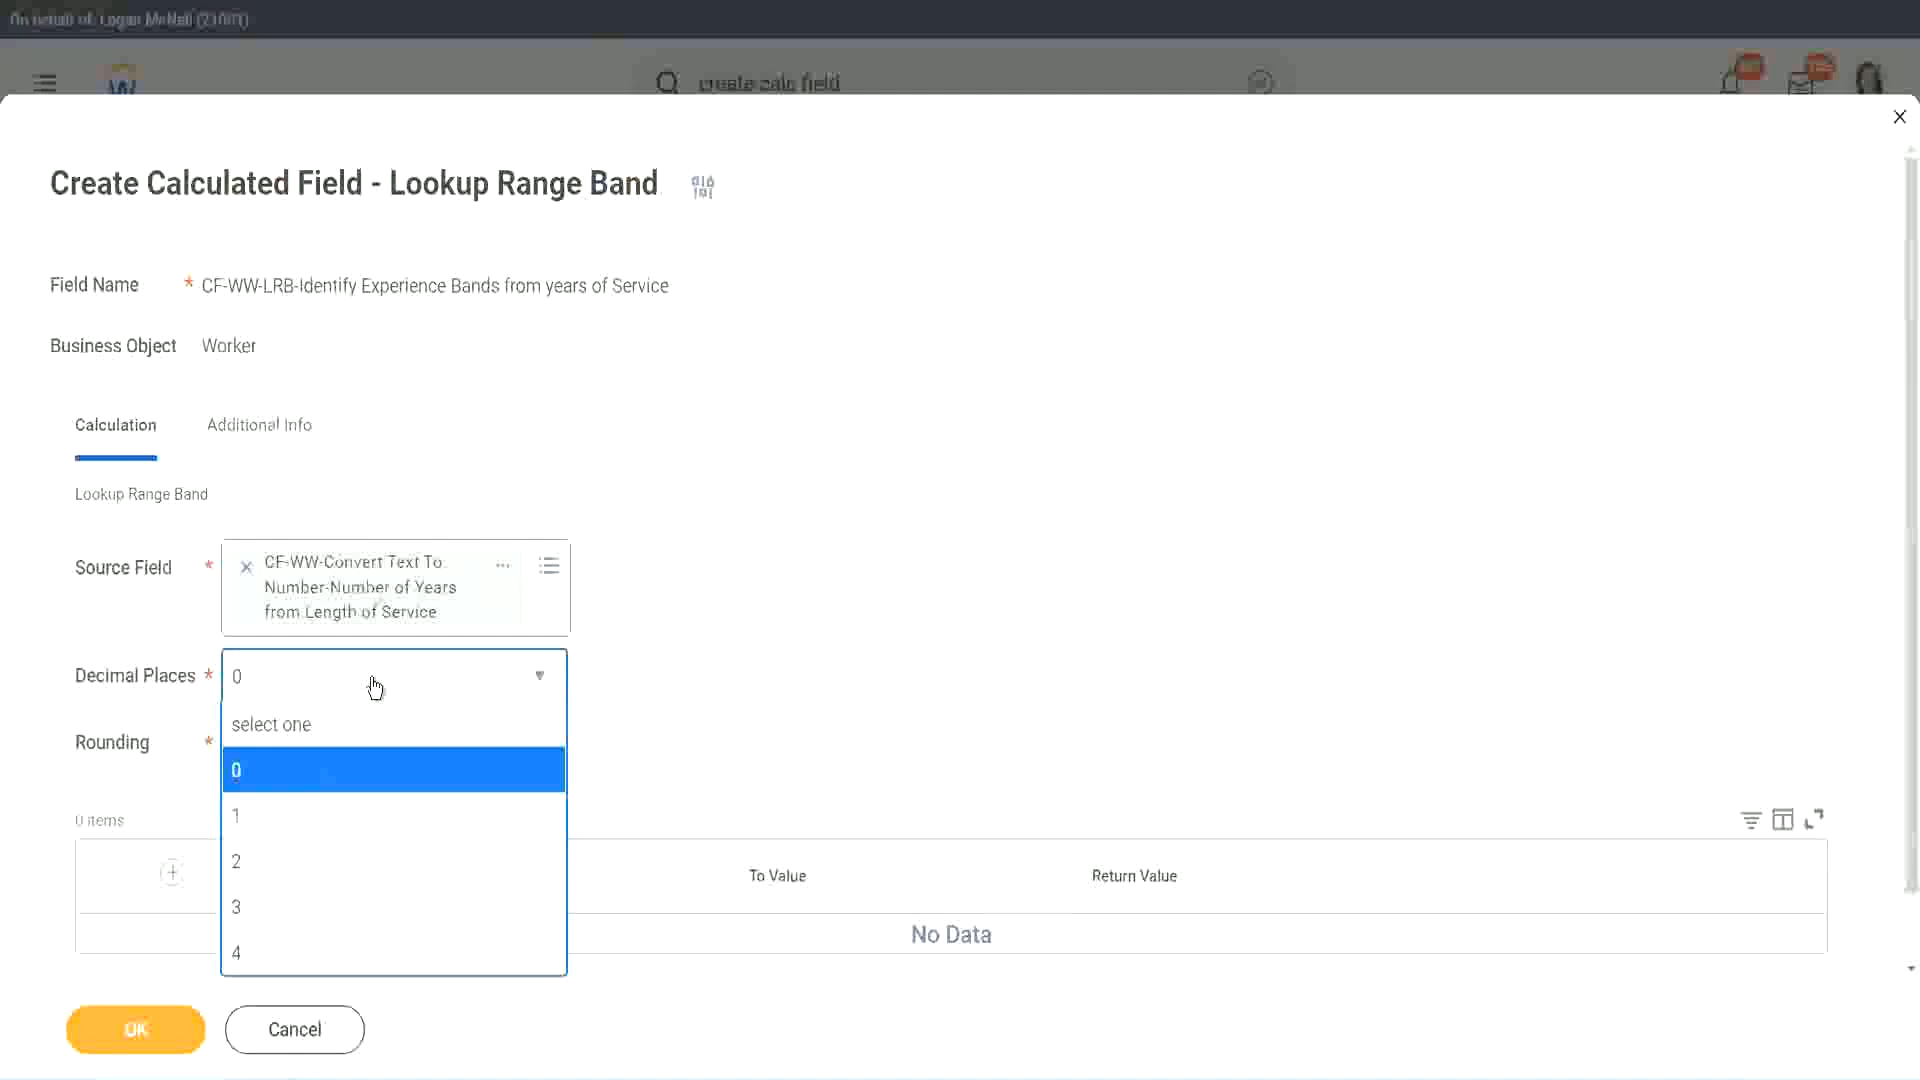 On behalf of: Logan McNeil
create calc field
Create Calculated Field - Lookup Range Band
Field Name * CF-WW-LRB-Identify Experience Bands from years of Service
Business Object Worker
Calculation Additional Info
Lookup Range Band
Source Field * CF-WW-Convert Text To
Number-Number of Years
from Length of Service
Decimal Places * 0
select one
Rounding *
0
1
0 items
2
To Value Return Value
3
No Data
4
OK Cancel